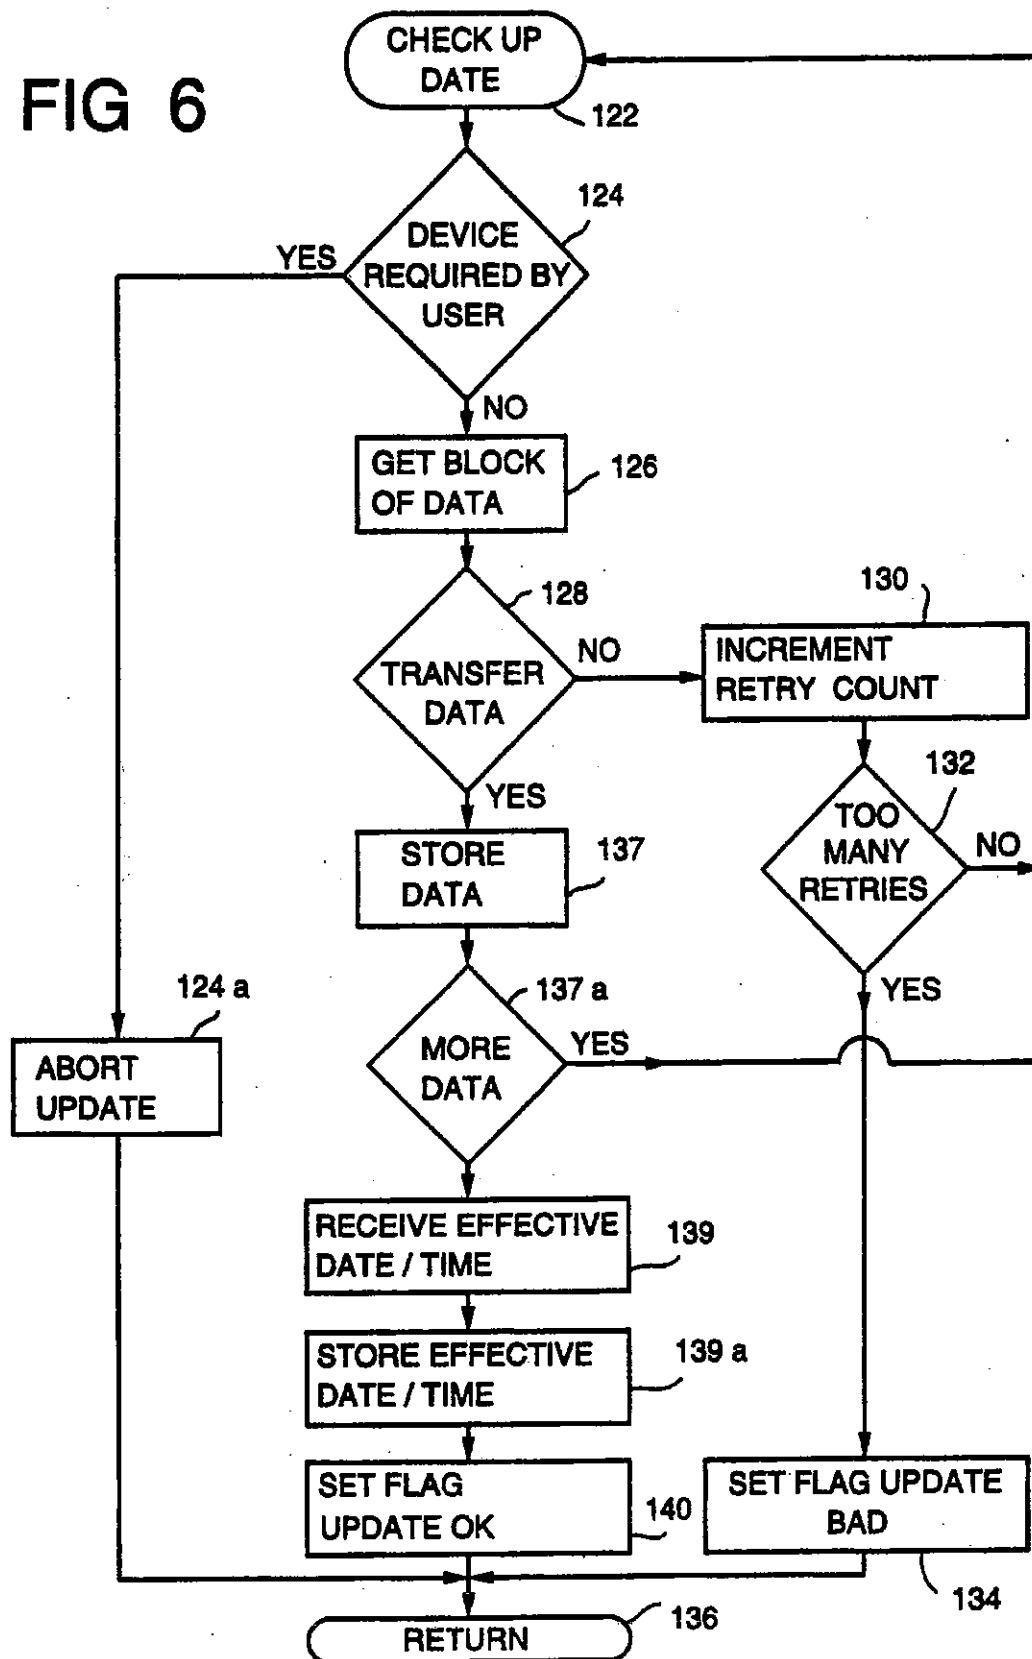 FIG 6
CHECK UP
DATE
122
124
DEVICE
REQUIRED BY
USER
YES
NO
GET BLOCK
OF DATA
126
128
TRANSFER
DATA
NO
130
INCREMENT
RETRY COUNT
YES
132
TOO
MANY
RETRIES
NO
STORE
DATA
137
YES
137 a
MORE
DATA
YES
124 a
ABORT
UPDATE
RECEIVE EFFECTIVE
DATE / TIME
139
STORE EFFECTIVE
DATE / TIME
139 a
SET FLAG
UPDATE OK
140
SET FLAG UPDATE
BAD
134
RETURN
136